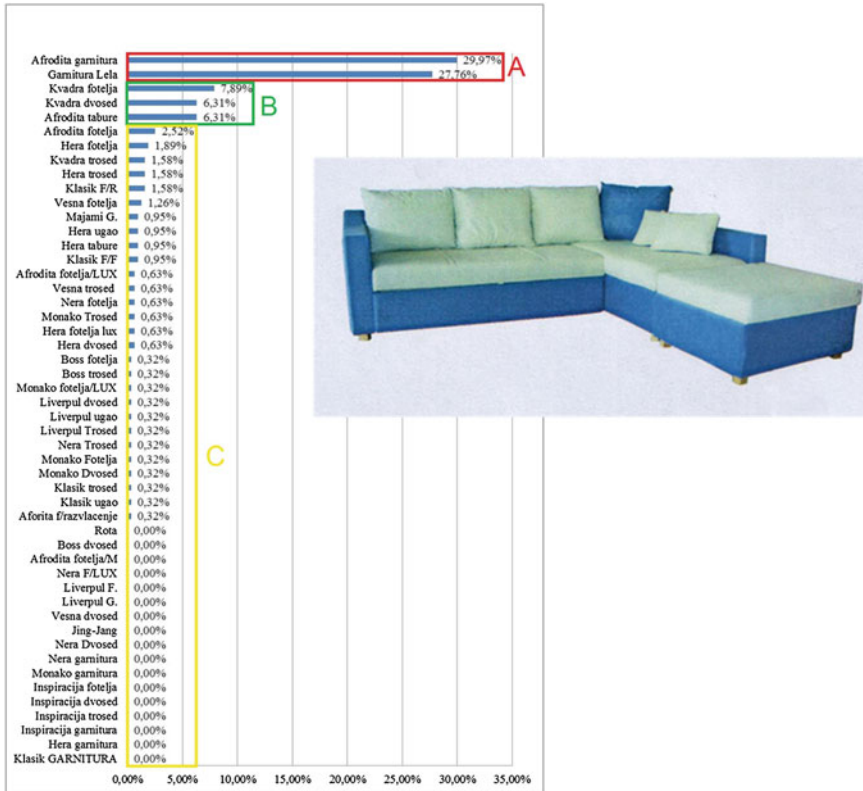 Afrodita garnitura 29,97%
Garnitura Lela 27,76%
A
Kvadra fotelja 7,89%
Kvadra dvosed 6,31%
Afrodita tabure 6,31%
B
Afrodita fotelja 2,52%
Hera fotelja 1,89%
Kvadra trosed 1,58%
Hera trosed 1,58%
Klasik F/R 1,58%
Vesna fotelja 1,26%
Majami G. 0,95%
Hera ugao 0,95%
Hera tabure 0,95%
Klasik F/F 0,95%
Afrodita fotelja/LUX 0,63%
Vesna trosed 0,63%
Nera fotelja 0,63%
Monako Trosed 0,63%
Hera fotelja lux 0,63%
Hera dvosed 0,63%
Boss fotelja 0,32%
Boss trosed 0,32%
Monako fotelja/LUX 0,32%
Liverpul dvosed 0,32%
Liverpul ugao 0,32%
Liverpul Trosed 0,32%
Nera Trosed 0,32%
Monako Fotelja 0,32%
C
Monako Dvosed 0,32%
Klasik trosed 0,32%
Klasik ugao 0,32%
Aforita f/razvlacenje 0,32%
Rota 0,00%
Boss dvosed 0,00%
Afrodita fotelja/M 0,00%
Nera F/LUX 0,00%
Liverpul F. 0,00%
Liverpul G. 0,00%
Vesna dvosed 0,00%
Jing-Jang 0,00%
Nera Dvosed 0,00%
Nera garnitura 0,00%
Monako garnitura 0,00%
Inspiracija fotelja 0,00%
Inspiracija dvosed 0,00%
Inspiracija trosed 0,00%
Inspiracija garnitura 0,00%
Hera garnitura 0,00%
Klasik GARNITURA 0,00%
0,00% 5,00% 10,00% 15,00% 20,00% 25,00% 30,00% 35,00%